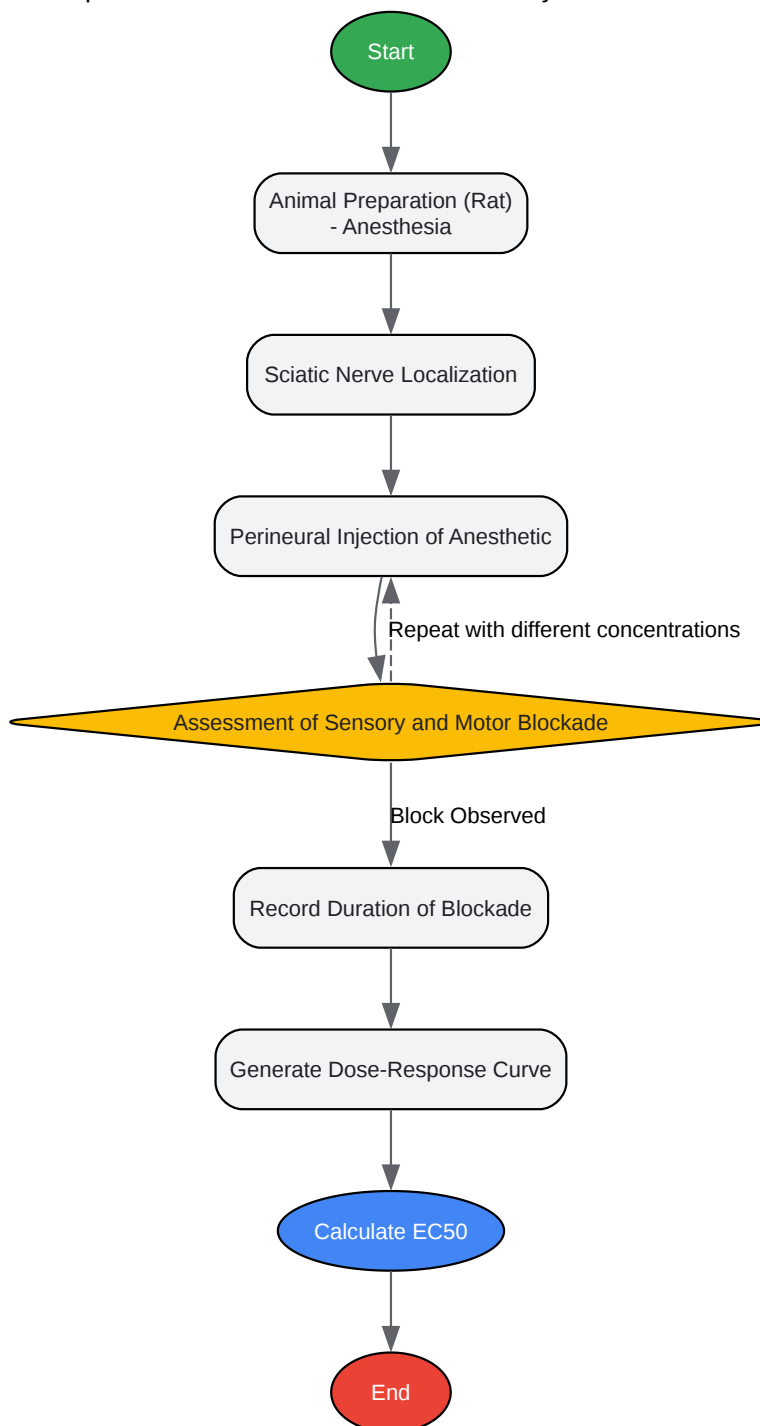 Start
Animal Preparation (Rat)
- Anesthesia
Sciatic Nerve Localization
Perineural Injection of Anesthetic
Repeat with different concentrations
Assessment of Sensory and Motor Blockade
Block Observed
Record Duration of Blockade
Generate Dose-Response Curve
Calculate EC50
End